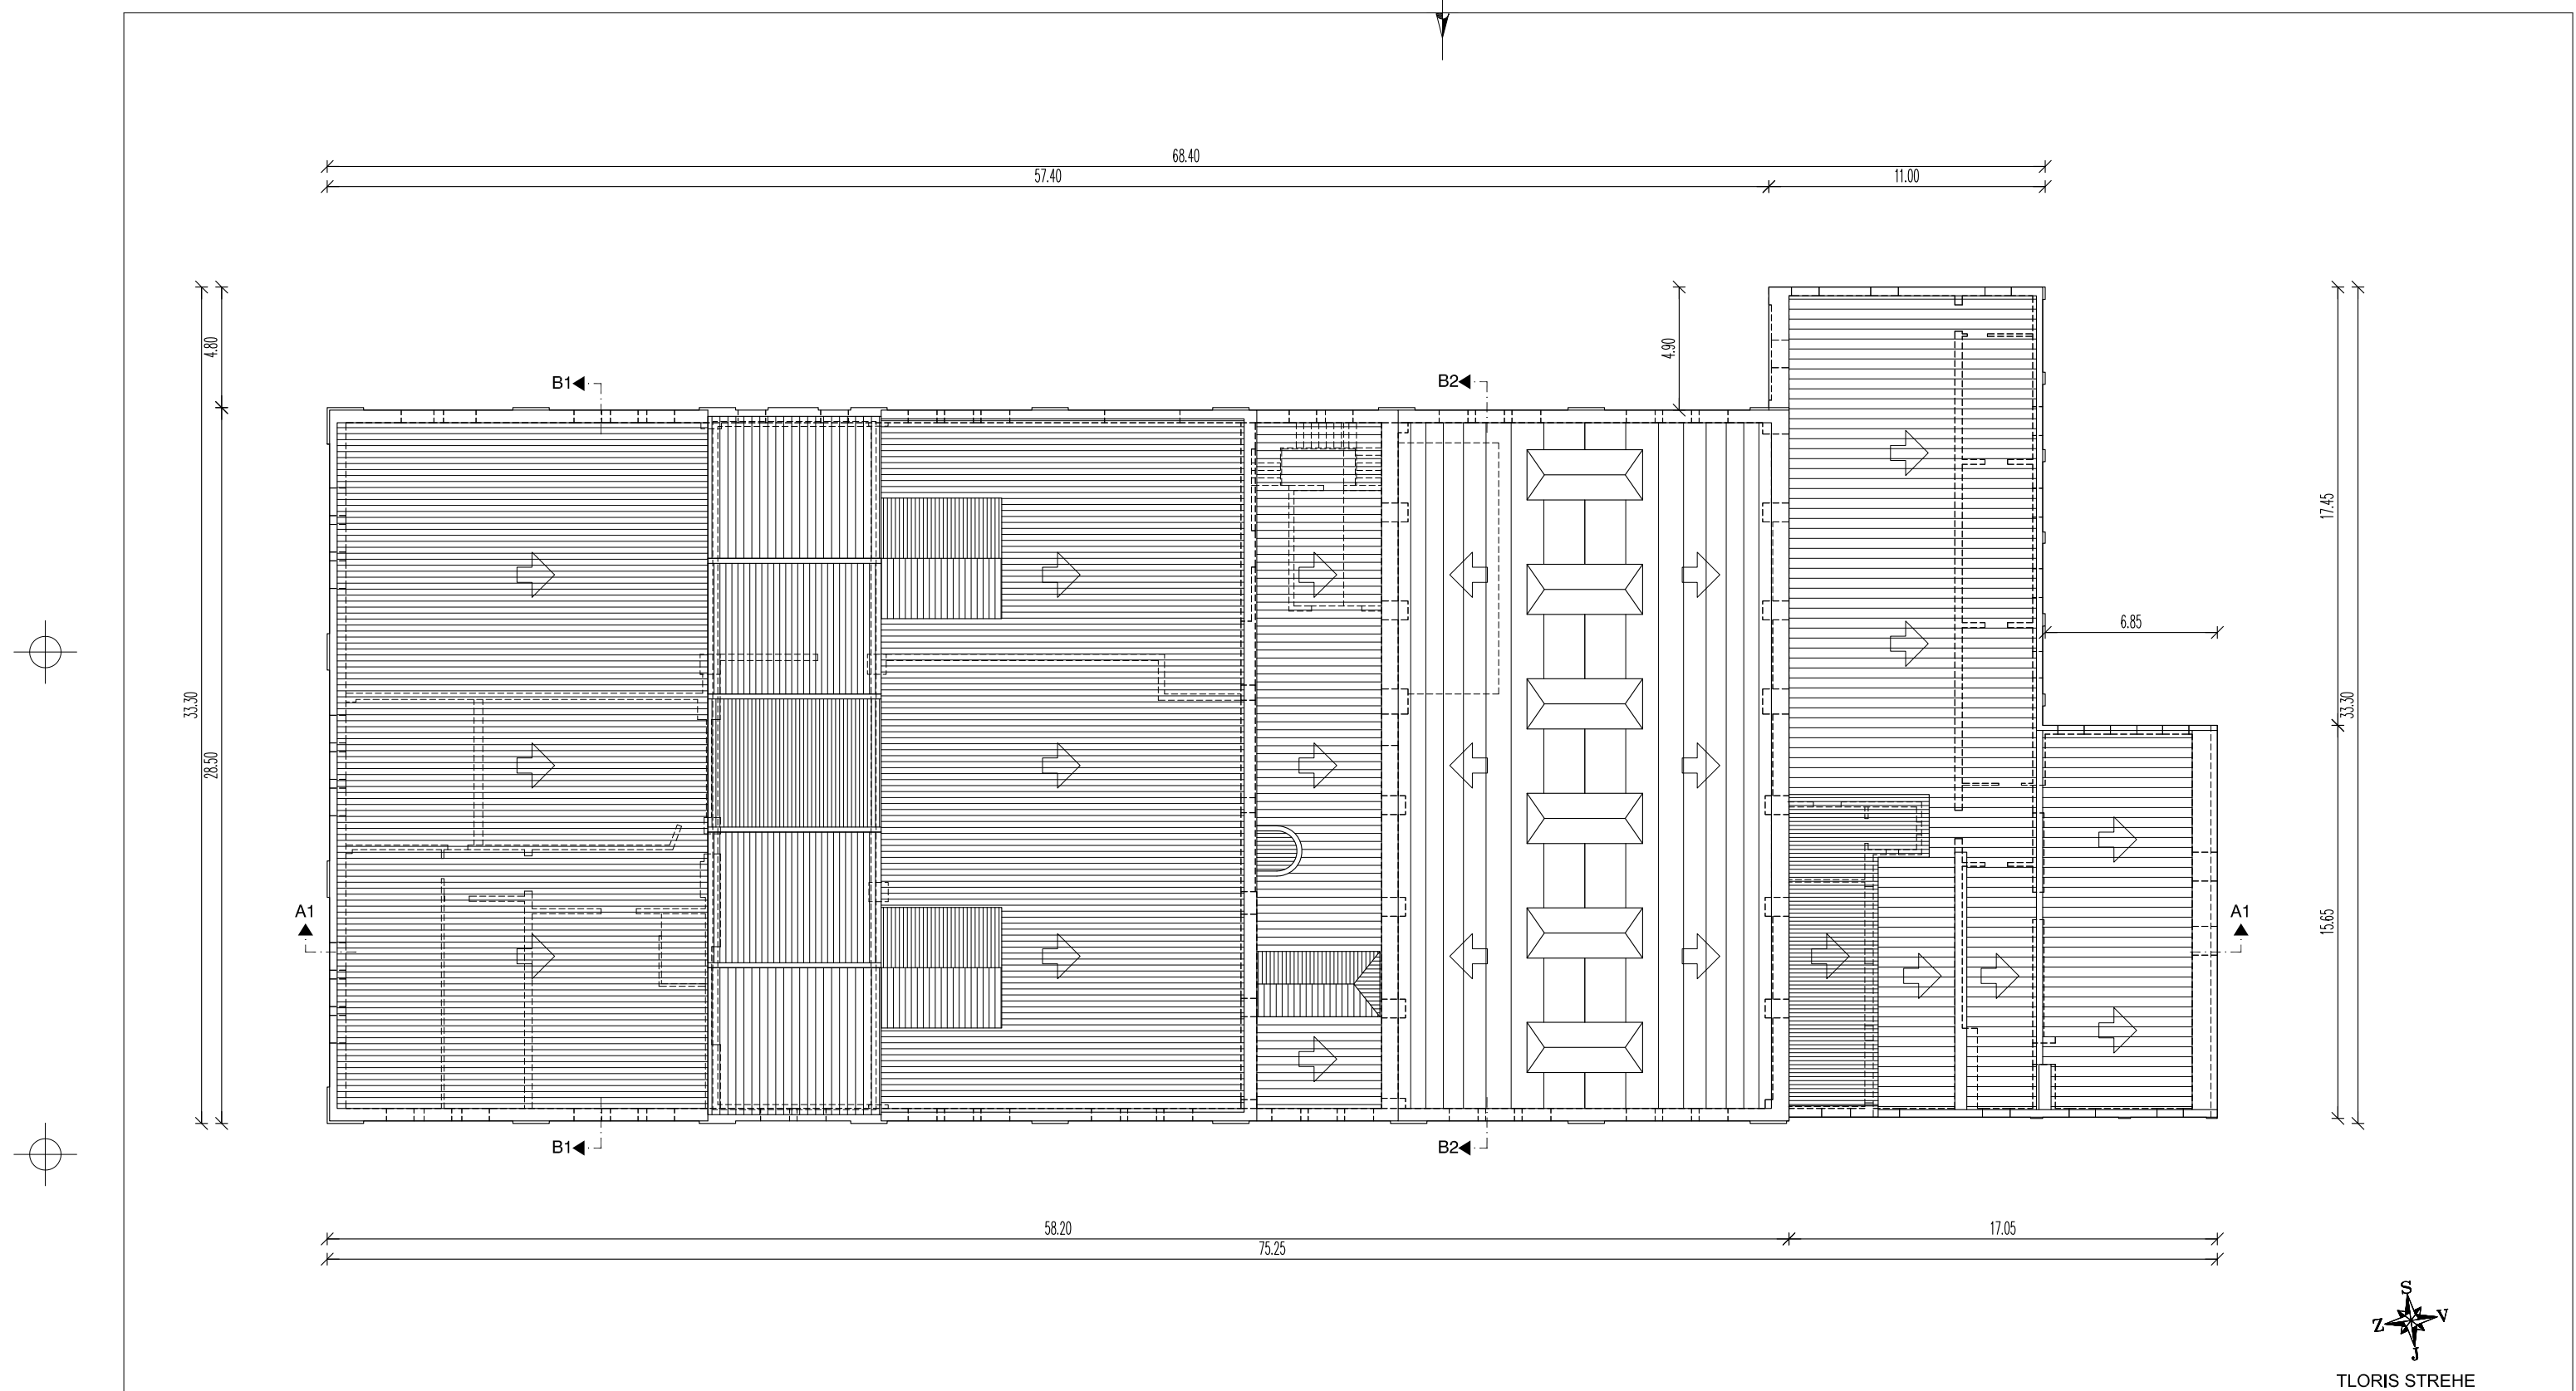 68.40
57.40
11.00
4.80
4.90
B1
B2
17.45
6.85
33.30
33.30
28.50
A1
A1
15.65
B1
B2
58.20
17.05
75.25
S
Z
V
J
TLORIS STREHE